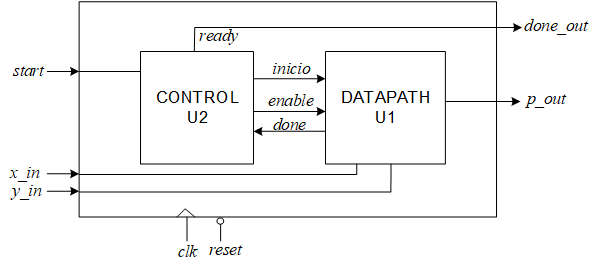 ready
done_out
start
inicio
CONTROL
U2
enable
DATAPATH
U1
p_out
done
x_in
y_in
clk
reset